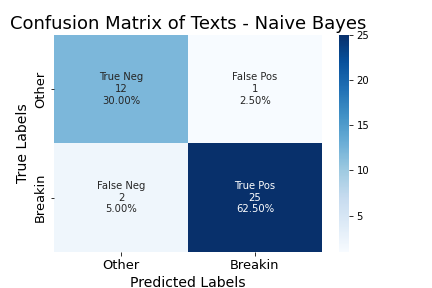 Confusion Matrix of Texts - Naive Bayes
True Labels
Other
True Neg
12
30.00%
False Pos
1
2.50%
Breakin
False Neg
2
5.00%
True Pos
25
62.50%
Other
Breakin
Predicted Labels
25
20
15
10
5